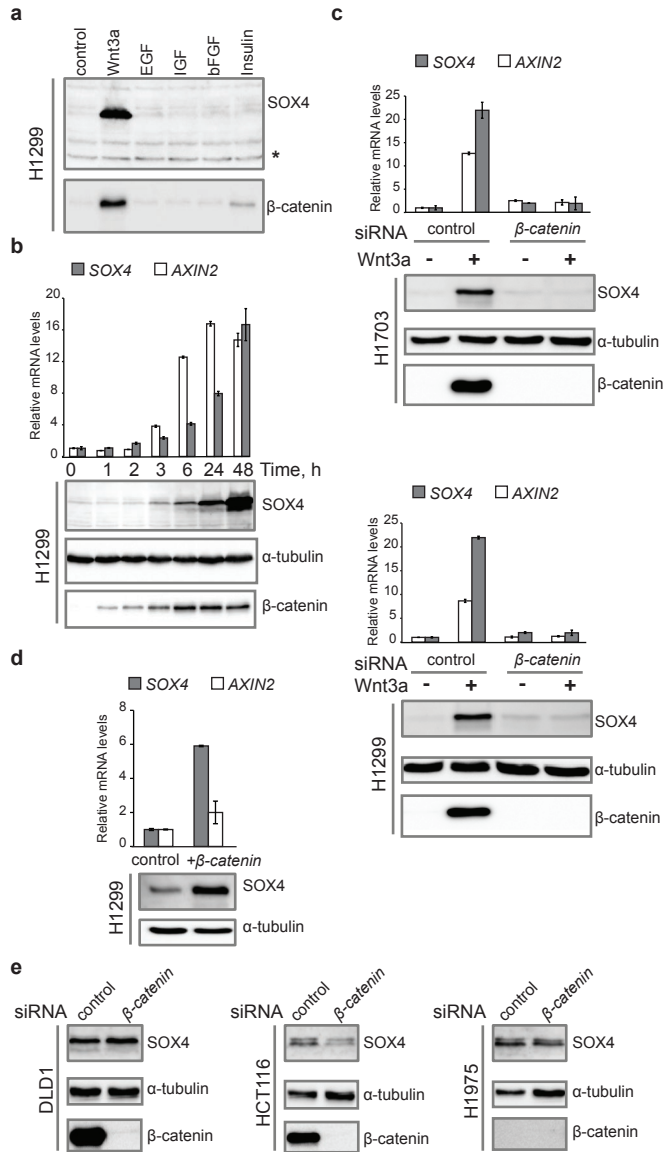 a
control
Wnt3a
EGF
IGF
bFGF
Insulin
SOX4
*
β-catenin
H1299
b
SOX4 AXIN2
Relative mRNA levels
20
16
12
8
4
0
0 1 2 3 6 24 48 Time, h
SOX4
α-tubulin
β-catenin
H1299
c
SOX4 AXIN2
Relative mRNA levels
25
20
15
10
5
0
siRNA control β-catenin
Wnt3a - + - +
SOX4
α-tubulin
β-catenin
H1703
SOX4 AXIN2
Relative mRNA levels
25
20
15
10
5
0
siRNA control β-catenin
Wnt3a - + - +
SOX4
α-tubulin
β-catenin
H1299
d
SOX4 AXIN2
Relative mRNA levels
8
6
4
2
0
control +β-catenin
SOX4
α-tubulin
H1299
e
siRNA control β-catenin
SOX4
α-tubulin
β-catenin
DLD1
siRNA control β-catenin
SOX4
α-tubulin
β-catenin
HCT116
siRNA control β-catenin
SOX4
α-tubulin
β-catenin
H1975